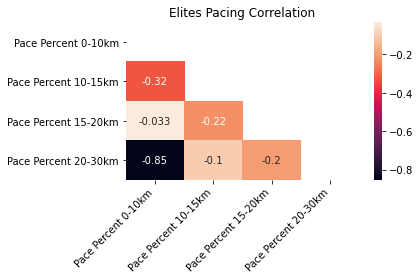 Elites Pacing Correlation
Pace Percent 0-10km
Pace Percent 10-15km
-0.32
Pace Percent 15-20km
-0.033
-0.22
Pace Percent 20-30km
-0.85
-0.1
-0.2
Pace Percent 0-10km
Pace Percent 10-15km
Pace Percent 15-20km
Pace Percent 20-30km
−0.2
−0.4
−0.6
−0.8